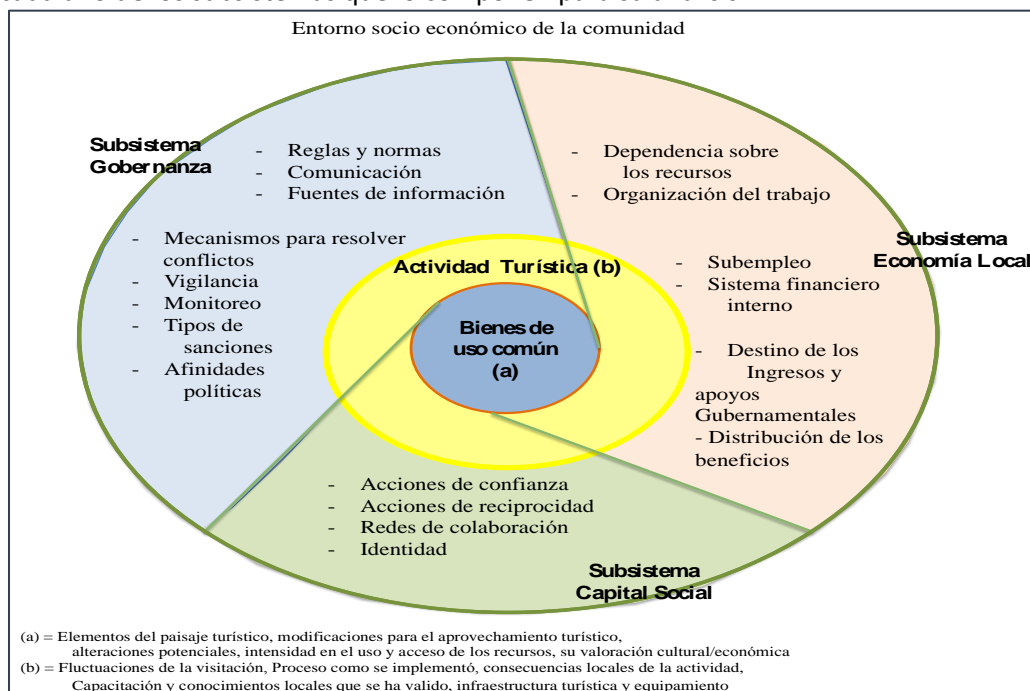 Entorno socio económico de la comunidad
Subsistema
Gobernanza
- Reglas y normas
- Comunicación
- Fuentes de información
- Mecanismos para resolver
conflictos
- Vigilancia
- Monitoreo
- Tipos de
sanciones
- Afinidades
políticas
- Dependencia sobre
los recursos
- Organización del trabajo
Subsistema
Economía Local
- Subempleo
- Sistema financiero
interno
- Destino de los
Ingresos y
apoyos
Gubernamentales
- Distribución de los
beneficios
Actividad Turística (b)
Bienes de
uso común
(a)
- Acciones de confianza
- Acciones de reciprocidad
- Redes de colaboración
- Identidad
Subsistema
Capital Social
(a) = Elementos del paisaje turístico, modificaciones para el aprovechamiento turístico,
alteraciones potenciales, intensidad en el uso y acceso de los recursos, su valoración cultural/económica
(b) = Fluctuaciones de la visitación, Proceso como se implementó, consecuencias locales de la actividad,
Capacitación y conocimientos locales que se ha valido, infraestructura turística y equipamiento